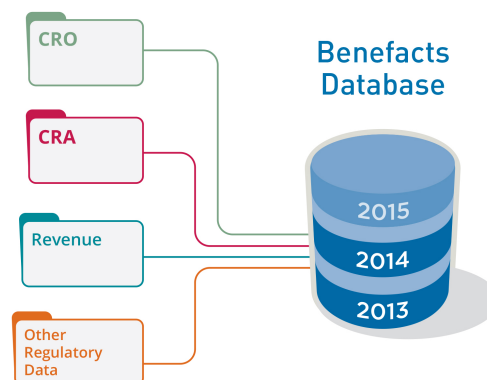 CRO
CRA
Revenue
Other
Regulatory
Data
Benefacts
Database
2015
2014
2013